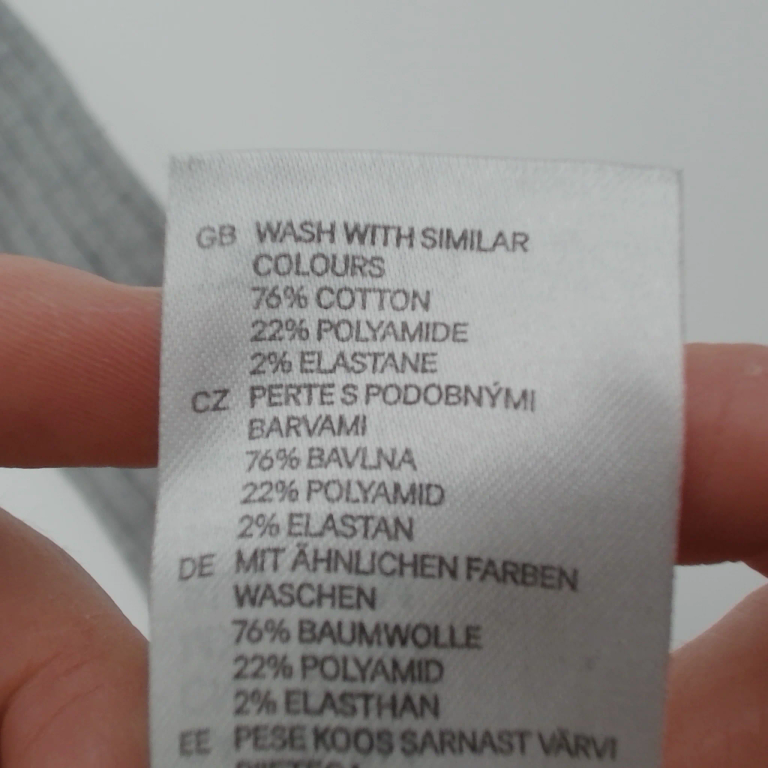 GB WASH WITH SIMILAR
COLOURS
76% COTTON
22% POLYAMIDE
2% ELASTANE
CZ PERTE S PODOBNÝMI
BARVAMI
76% BAVLNA
22% POLYAMID
2% ELASTAN
DE MIT ÄHNLICHEN FARBEN
WASCHEN
76% BAUMWOLLE
22% POLYAMID
2% ELASTHAN
EE PESE KOOS SARNAST VÄRVI